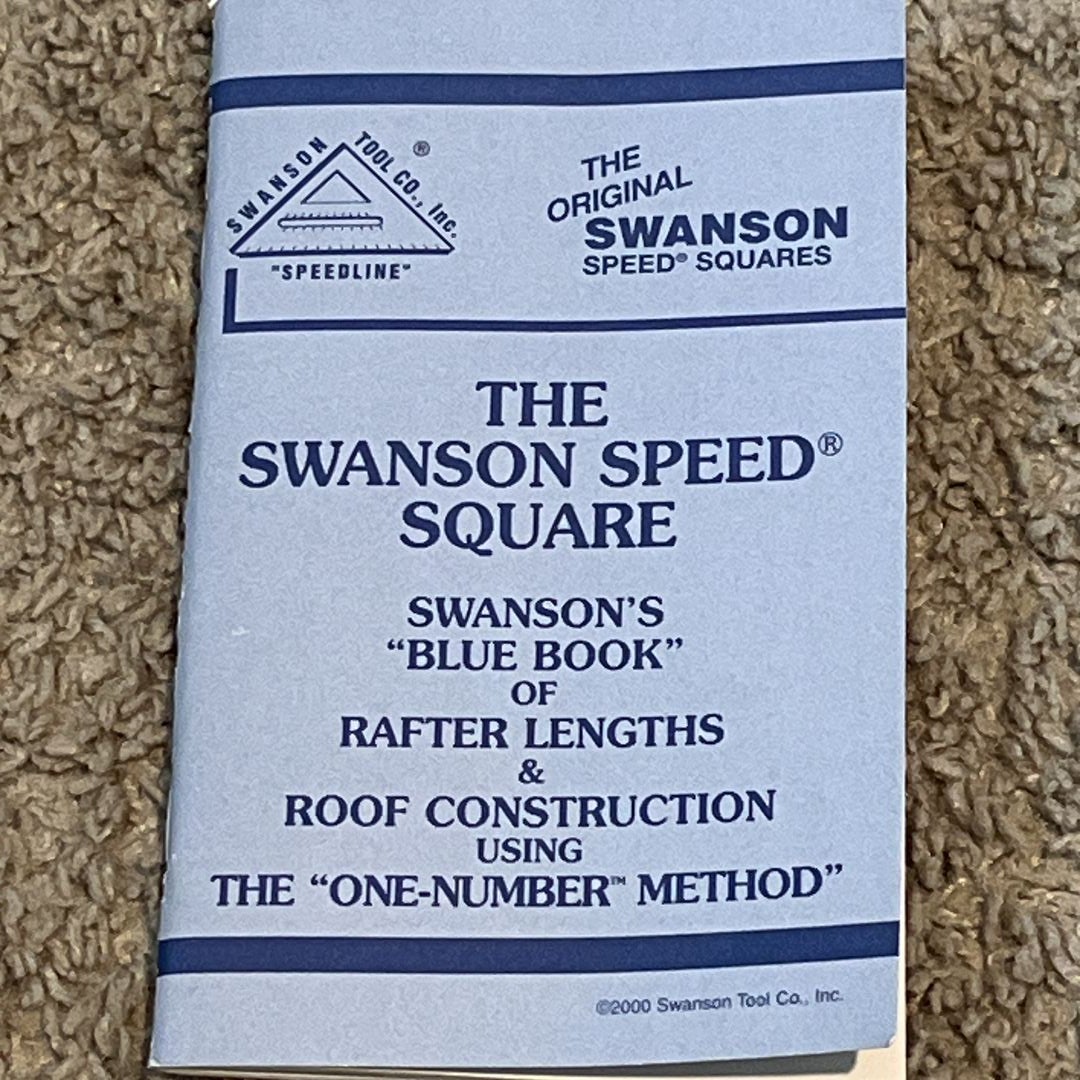 SWANSON TOOL CO., Inc. ®
"SPEEDLINE"
THE
ORIGINAL
SWANSON
SPEED® SQUARES
THE
SWANSON SPEED®
SQUARE
SWANSON'S
“BLUE BOOK”
OF
RAFTER LENGTHS
&
ROOF CONSTRUCTION
USING
THE “ONE-NUMBER™ METHOD”
©2000 Swanson Tool Co., Inc.